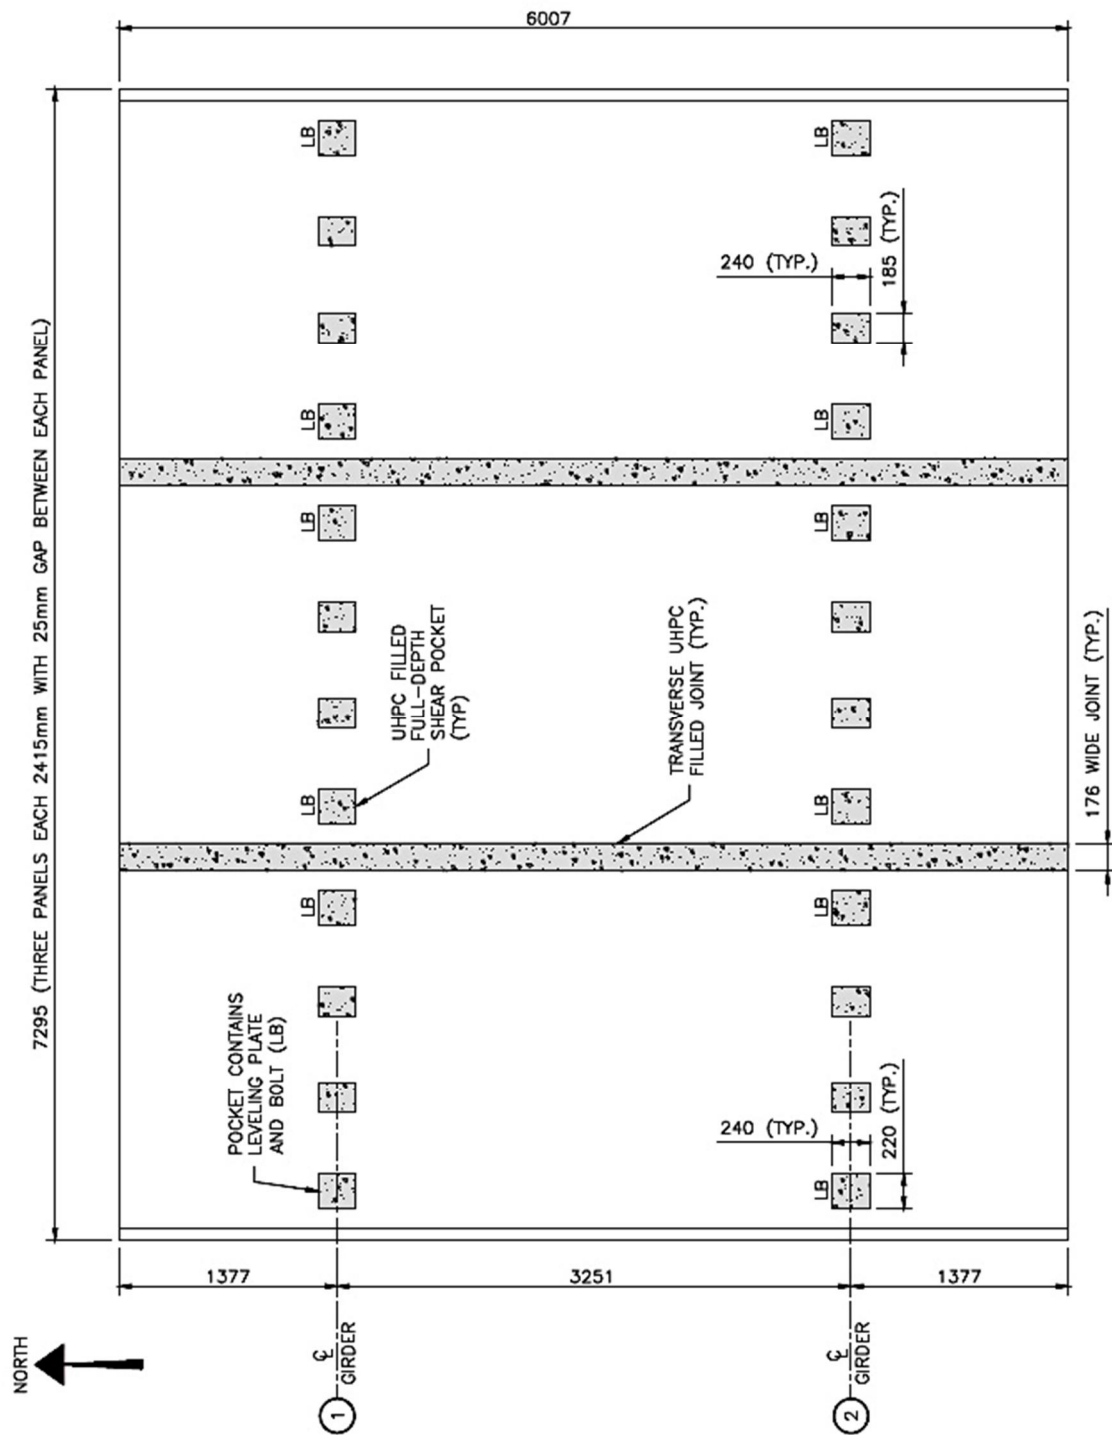 6007
7295 (THREE PANELS EACH 2415mm WITH 25mm GAP BETWEEN EACH PANEL)
LB
LB
LB
LB
LB
LB
POCKET CONTAINS
LEVELING PLATE
AND BOLT (LB)
UHPC FILLED
FULL-DEPTH
SHEAR POCKET
(TYP)
TRANSVERSE UHPC
FILLED JOINT (TYP.)
240 (TYP.)
185 (TYP.)
LB
LB
LB
LB
LB
LB
240 (TYP.)
220 (TYP.)
176 WIDE JOINT (TYP.)
1377
3251
1377
NORTH
1
℄
GIRDER
2
℄
GIRDER